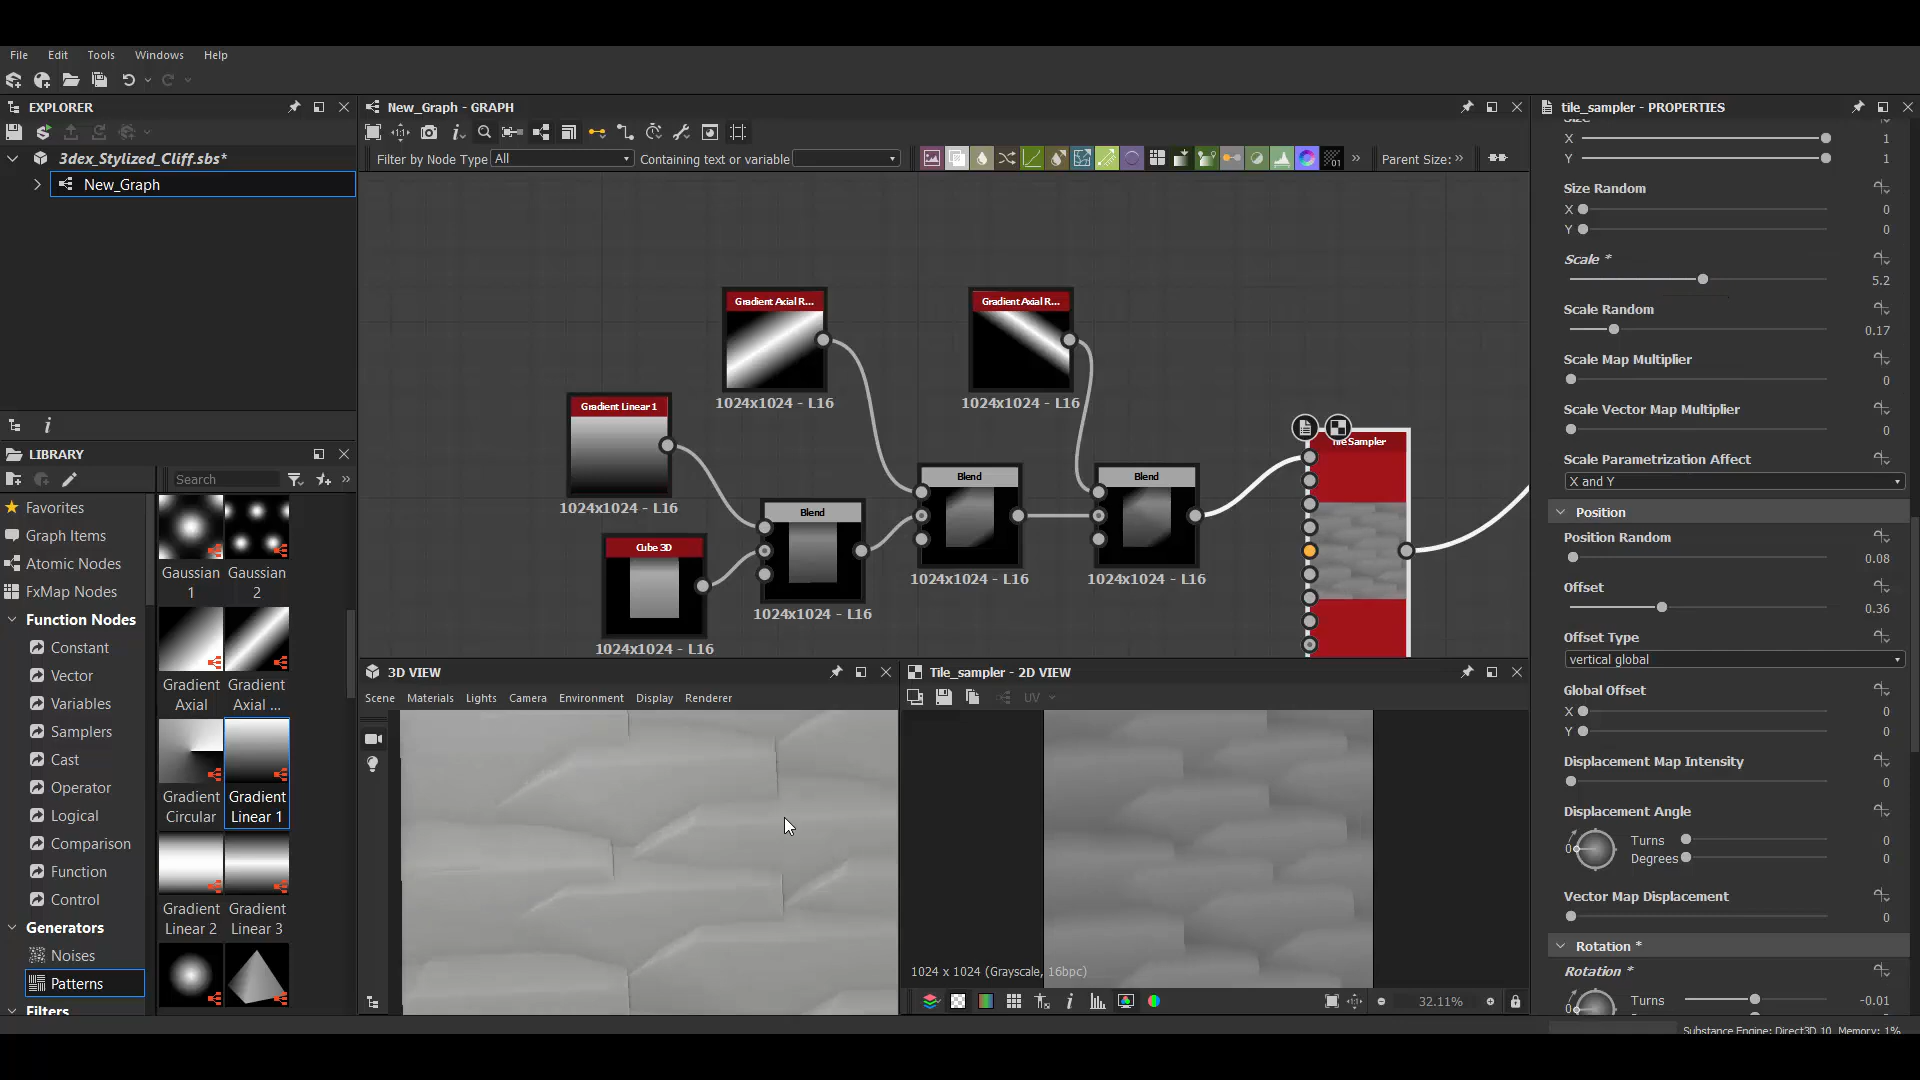 File Edit Tools Windows Help
EXPLORER
3dex_Stylized_Cliff.sbs*
New_Graph
LIBRARY
Search
Favorites
Graph Items
Atomic Nodes
FxMap Nodes
Function Nodes
Constant
Vector
Variables
Samplers
Cast
Operator
Logical
Comparison
Function
Control
Generators
Noises
Patterns
Filters
Gaussian 1
Gaussian 2
Gradient Axial
Gradient Axial ...
Gradient Circular
Gradient Linear 1
Gradient Linear 2
Gradient Linear 3
New_Graph - GRAPH
Filter by Node Type All Containing text or variable
Parent Size:
Gradient Axial R...
1024x1024 - L16
Gradient Axial R...
1024x1024 - L16
Gradient Linear 1
1024x1024 - L16
Cube 3D
1024x1024 - L16
Blend
1024x1024 - L16
Blend
1024x1024 - L16
Blend
1024x1024 - L16
3D VIEW
Scene Materials Lights Camera Environment Display Renderer
Tile_sampler - 2D VIEW
UV
1024 x 1024 (Grayscale, 16bpc)
32.11%
tile_sampler - PROPERTIES
Size
X 1
Y 1
Size Random
X 0
Y 0
Scale *
5.2
Scale Random
0.17
Scale Map Multiplier
0
Scale Vector Map Multiplier
0
Scale Parametrization Affect
X and Y
Position
Position Random
0.08
Offset
0.36
Offset Type
vertical global
Global Offset
X 0
Y 0
Displacement Map Intensity
0
Displacement Angle
0 Turns 0
Degrees 0
Vector Map Displacement
0
Rotation *
Rotation *
0 Turns -0.01
Substance Engine: Direct3D 10 Memory: 1%